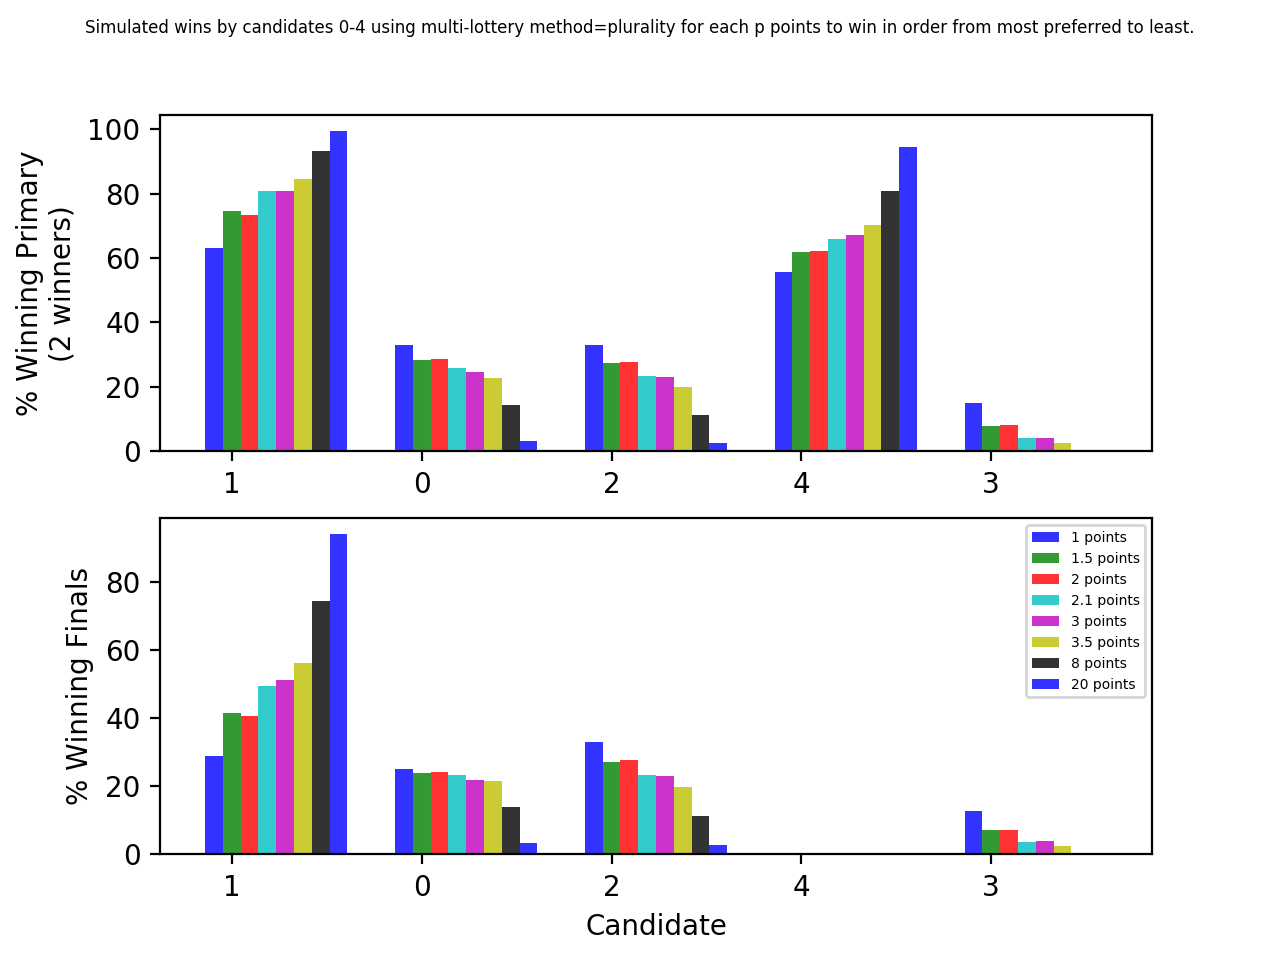 Simulated wins by candidates 0-4 using multi-lottery method=plurality for each p points to win in order from most preferred to least.
% Winning Primary
(2 winners)
100
80
60
40
20
0
1 0 2 4 3
% Winning Finals
80
60
40
20
0
1 points
1.5 points
2 points
2.1 points
3 points
3.5 points
8 points
20 points
1 0 2 4 3
Candidate